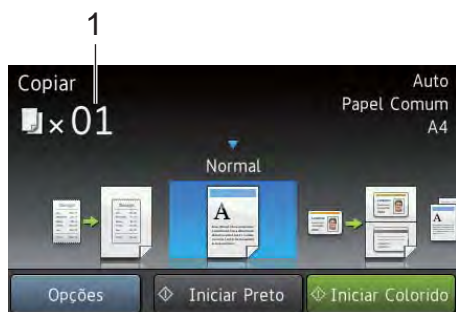 1
Copiar
Auto
×01
Papel Comum
A4
Normal
A
A
Opções
Iniciar Preto
Iniciar Colorido